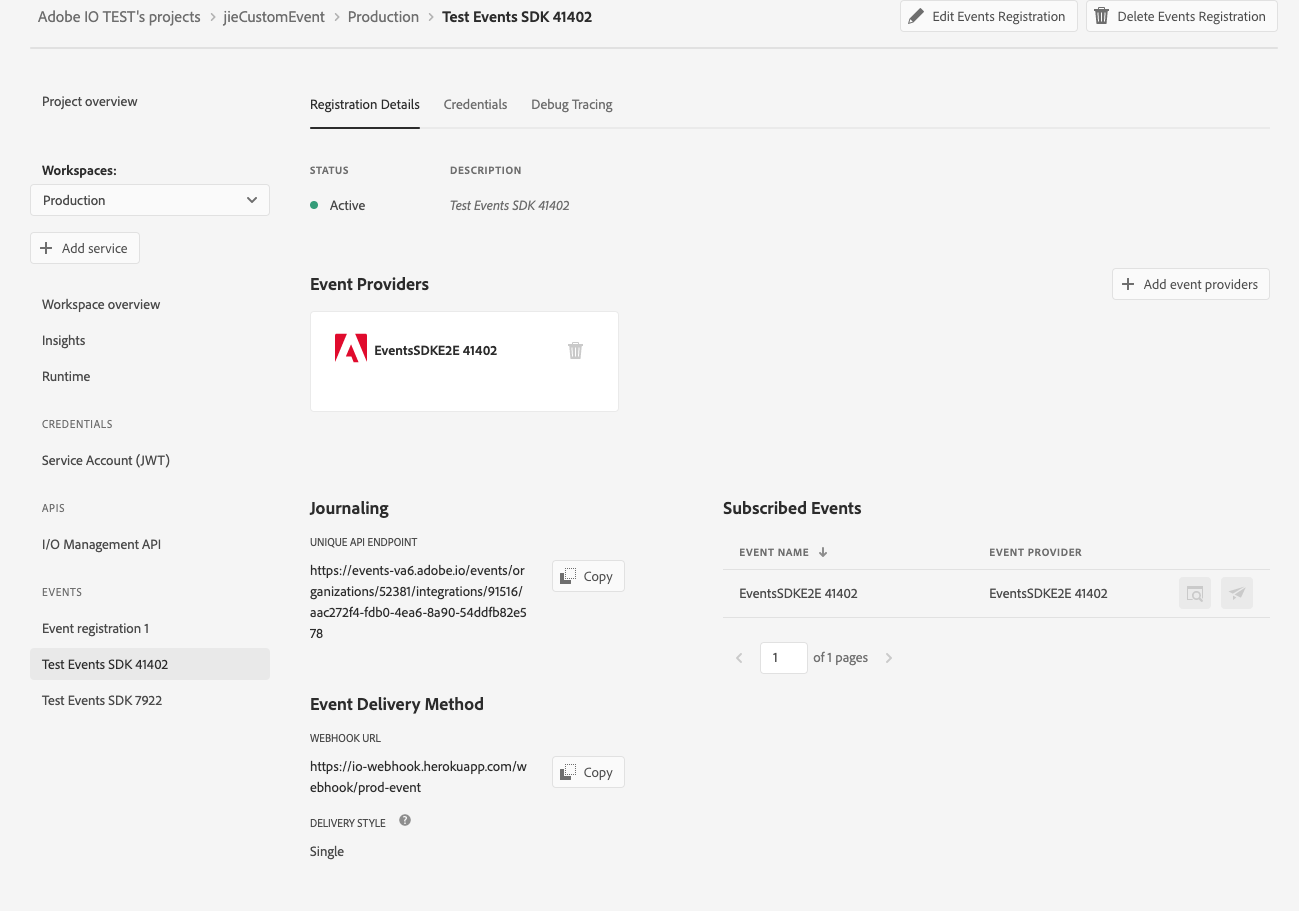 Adobe IO TEST's projects > jieCustomEvent > Production > Test Events SDK 41402
Edit Events Registration
Delete Events Registration
Project overview
Workspaces:
Production
Add service
Workspace overview
Insights
Runtime
CREDENTIALS
Service Account (JWT)
APIS
I/O Management API
EVENTS
Event registration 1
Test Events SDK 41402
Test Events SDK 7922
Registration Details
Credentials
Debug Tracing
STATUS
DESCRIPTION
Active
Test Events SDK 41402
Event Providers
Add event providers
EventsSDKE2E 41402
Journaling
UNIQUE API ENDPOINT
https://events-va6.adobe.io/events/or
ganizations/52381/integrations/91516/
aac272f4-fdb0-4ea6-8a90-54ddfb82e5
78
Copy
Event Delivery Method
WEBHOOK URL
https://io-webhook.herokuapp.com/w
ebhook/prod-event
Copy
DELIVERY STYLE ?
Single
Subscribed Events
EVENT NAME
EVENT PROVIDER
EventsSDKE2E 41402
EventsSDKE2E 41402
1 of 1 pages